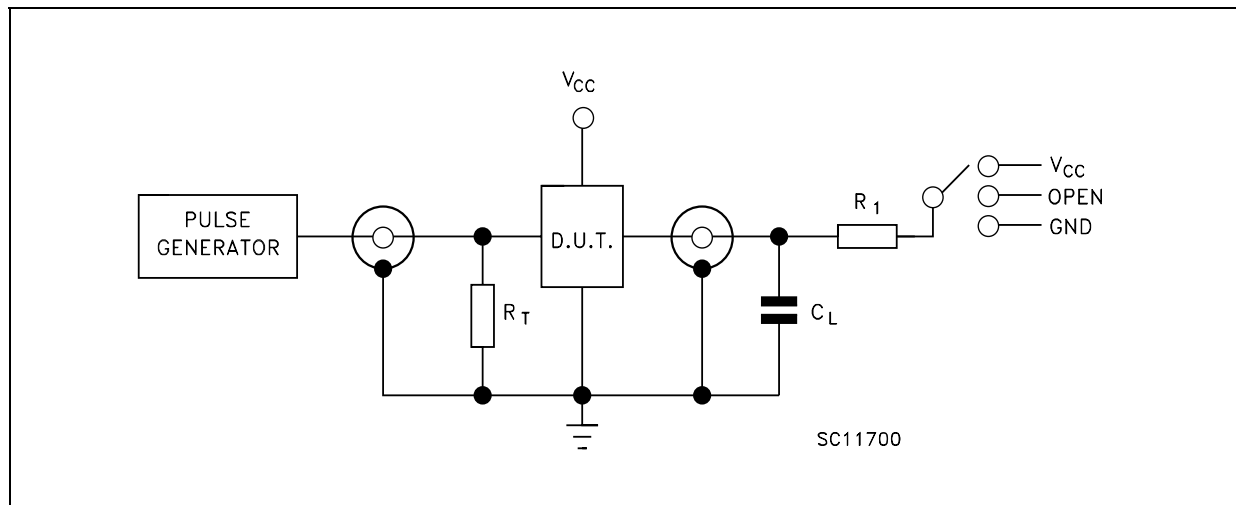 VCC
PULSE
GENERATOR
D.U.T.
RT
R1
CL
VCC
OPEN
GND
SC11700